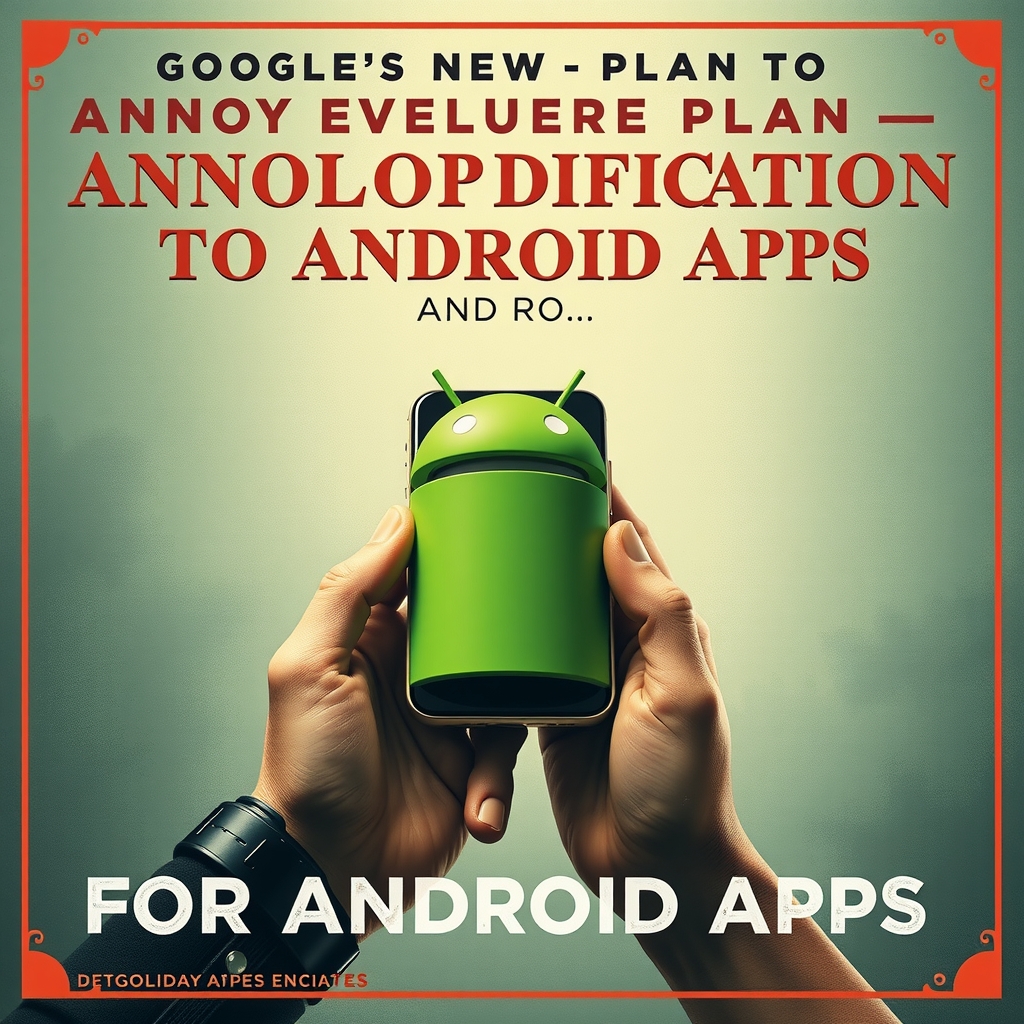 GOOGLE'S NEW - PLAN TO
ANNOY EVELUERE PLAN —
ANNOLOPDIFICATION
TO ANDROID APPS
AND RO...
FOR ANDROID APPS
DETGOLIDAY AIPES ENCIATES